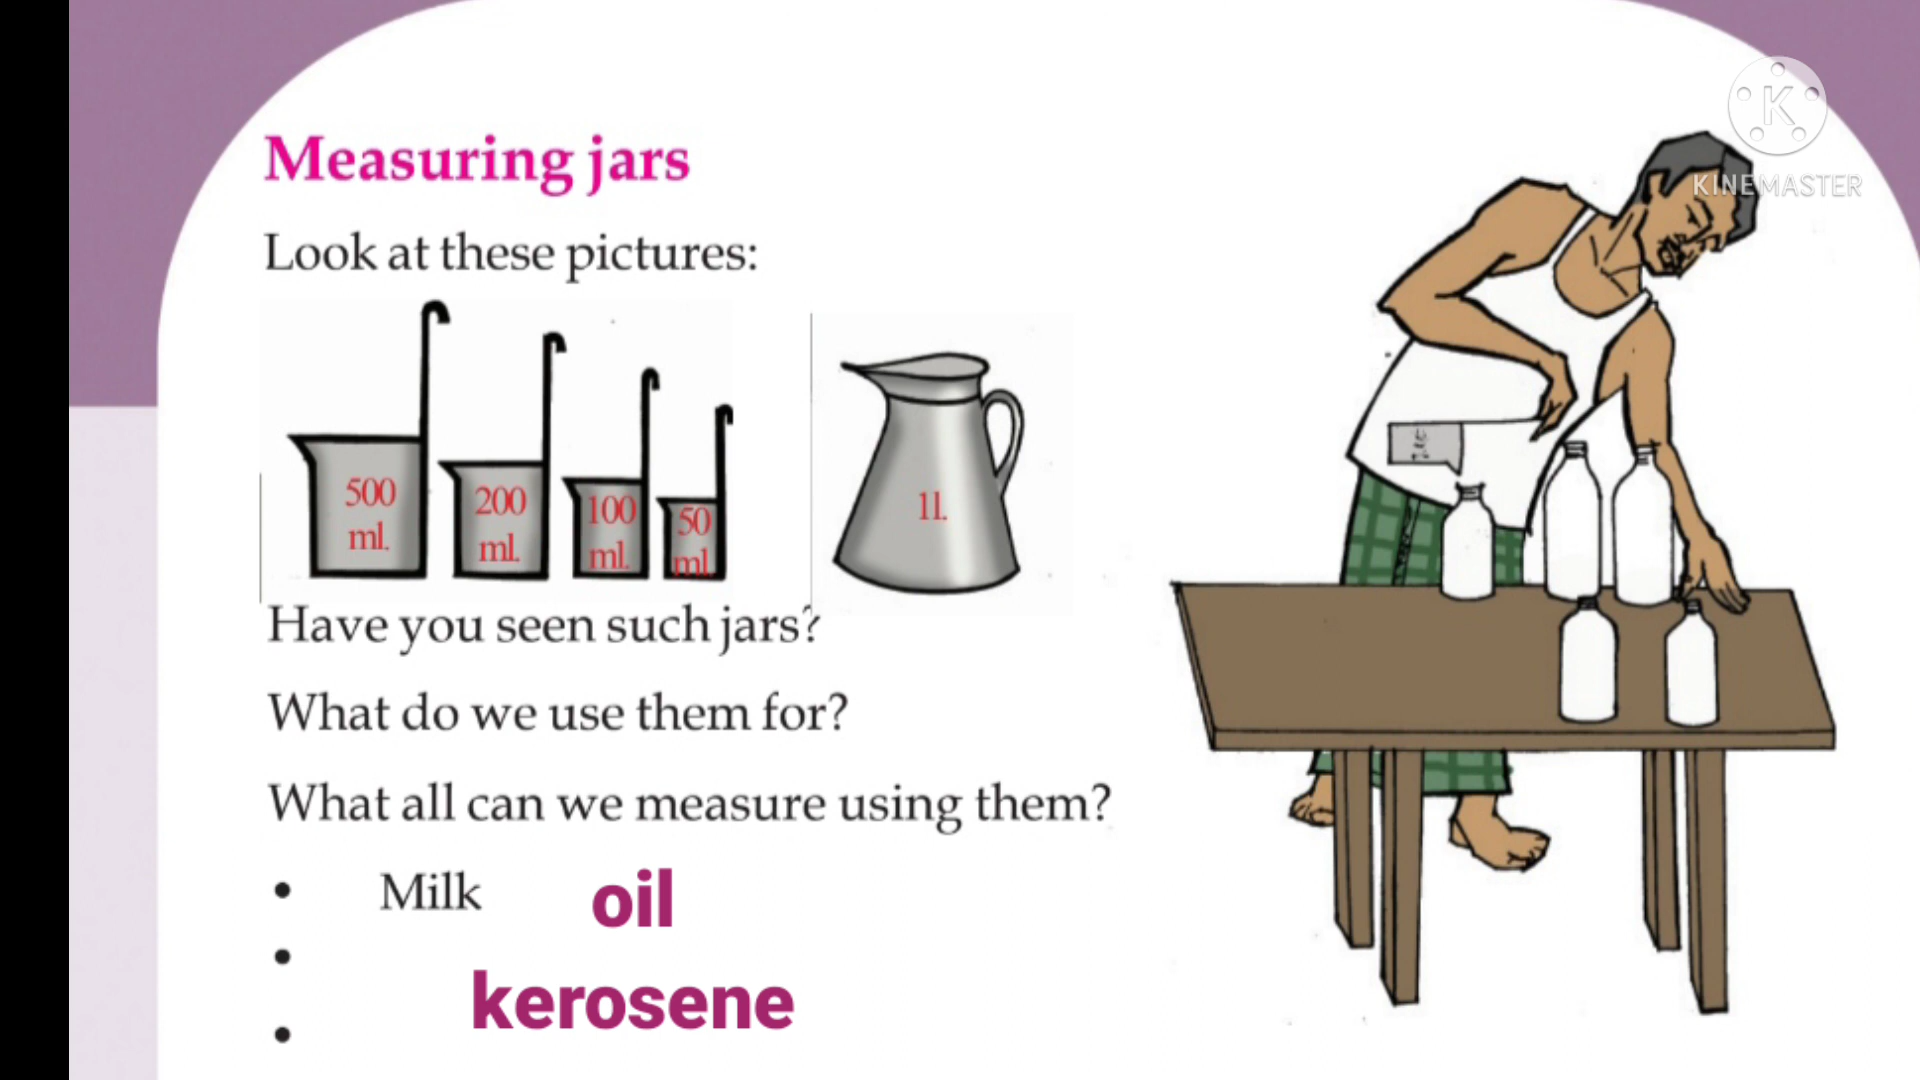 K
KINEMASTER
Measuring jars
Look at these pictures:
500 ml.
200 ml.
100 ml.
50 ml.
1l.
Have you seen such jars?
What do we use them for?
What all can we measure using them?
• Milk oil
•
kerosene
•